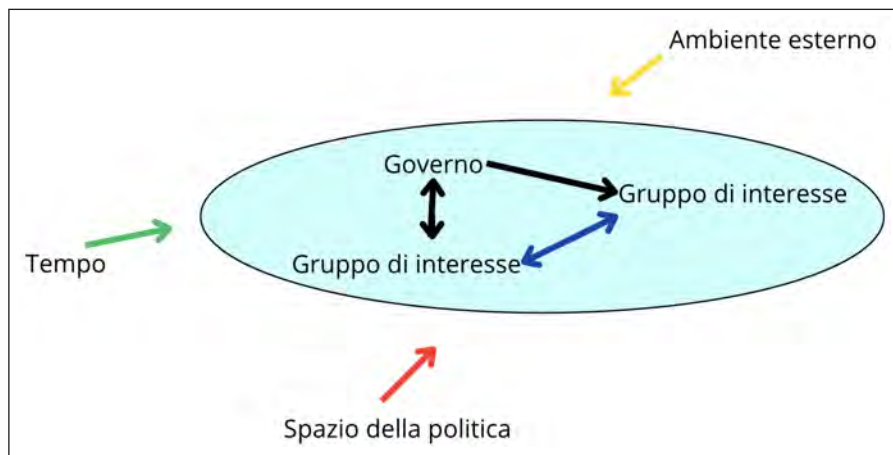 Ambiente esterno
Governo
Gruppo di interesse
Gruppo di interesse
Tempo
Spazio della politica